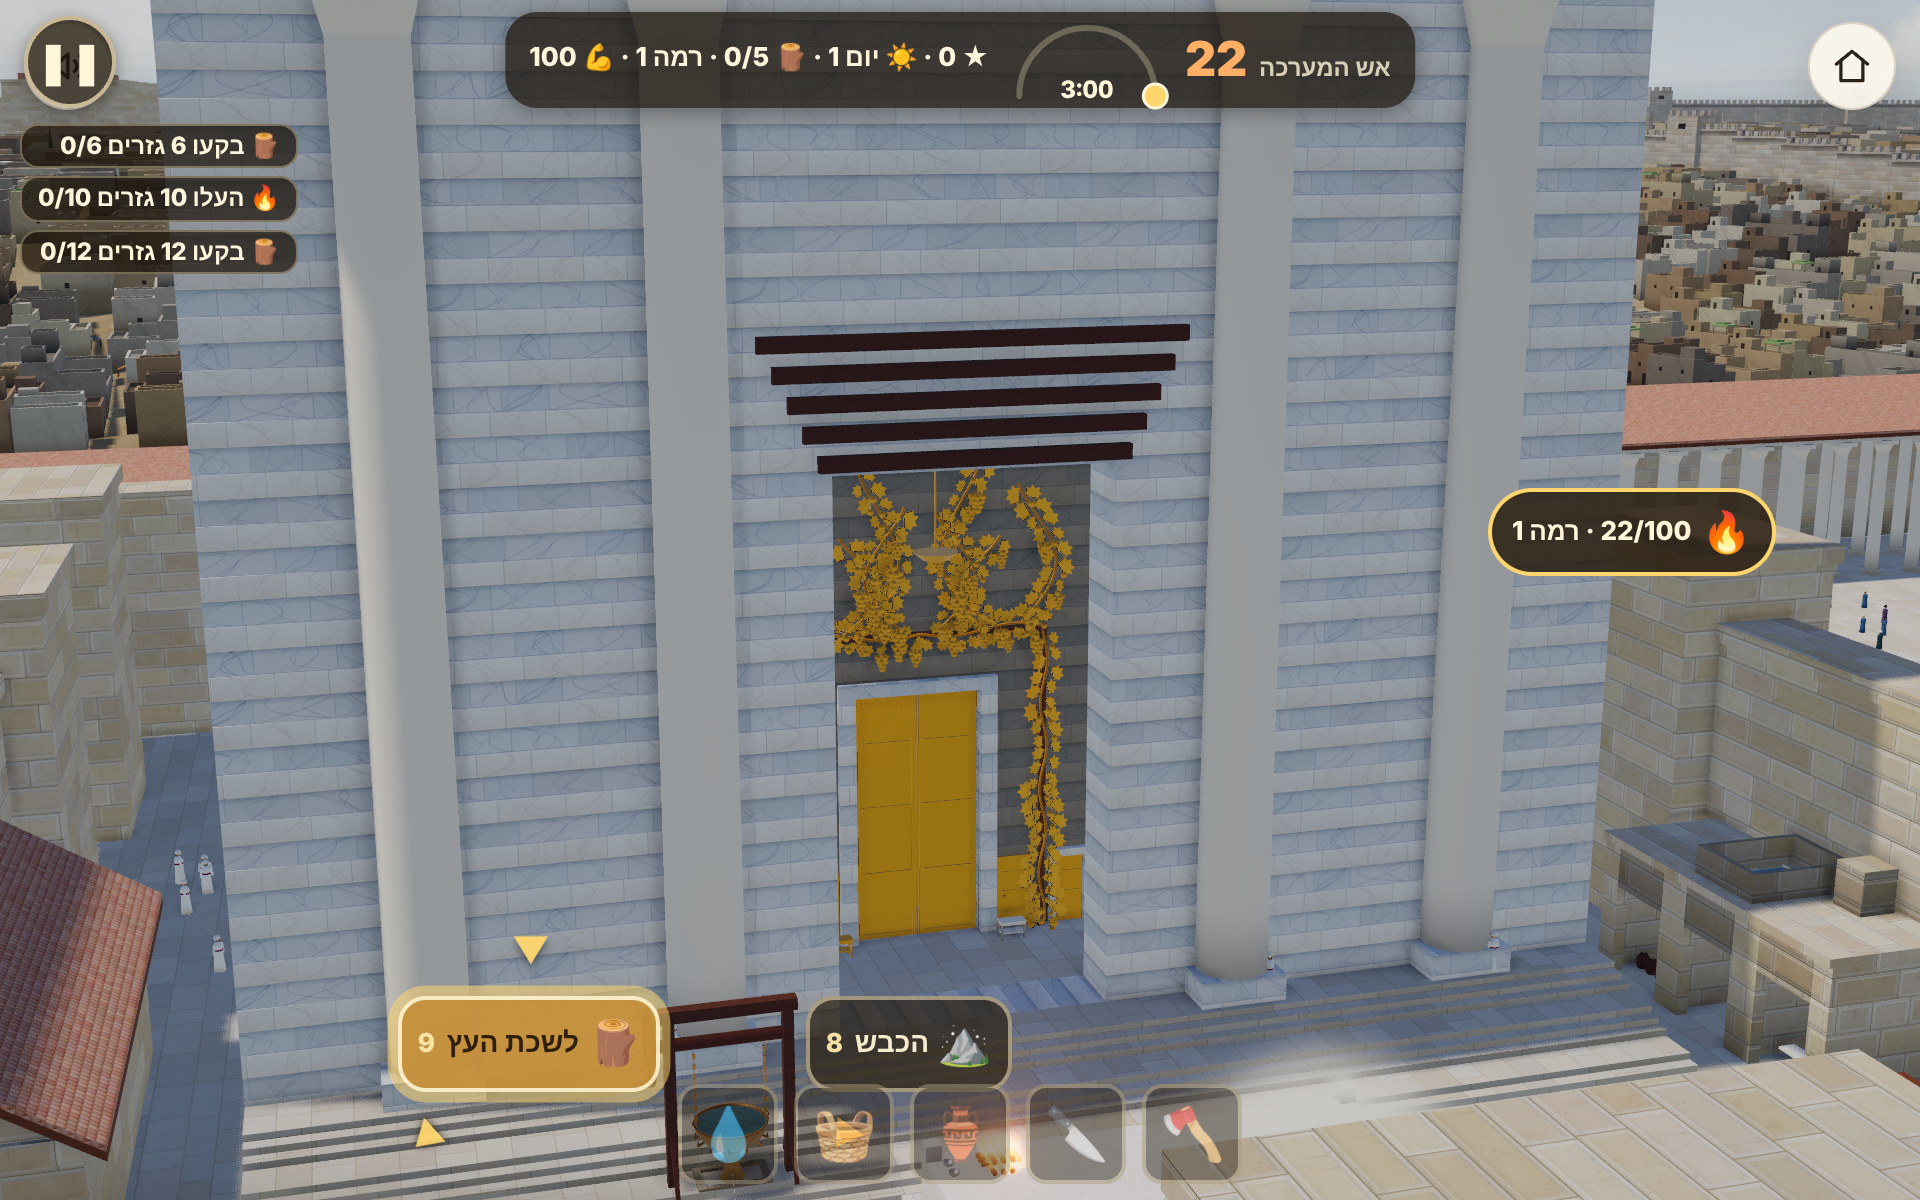 אש המערכה 22
3:00
★ 0 · ☀️ יום 1 · 🪵 0/5 · רמה 1 · 💪 100
🪵 בקעו 6 גזרים 0/6
🔥 העלו 10 גזרים 0/10
🪵 בקעו 12 גזרים 0/12
🔥 22/100 · רמה 1
הכבש 8
לשכת העץ 9